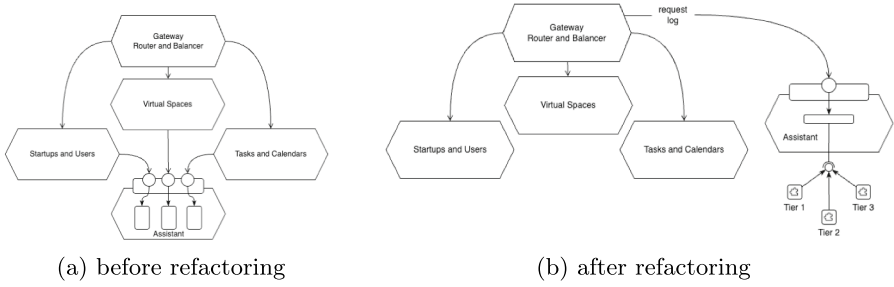 Gateway
Router and Balancer
Virtual Spaces
Startups and Users
Tasks and Calendars
Assistant
(a) before refactoring
Gateway
Router and Balancer
request
log
Virtual Spaces
Startups and Users
Tasks and Calendars
Assistant
Tier 1
Tier 2
Tier 3
(b) after refactoring